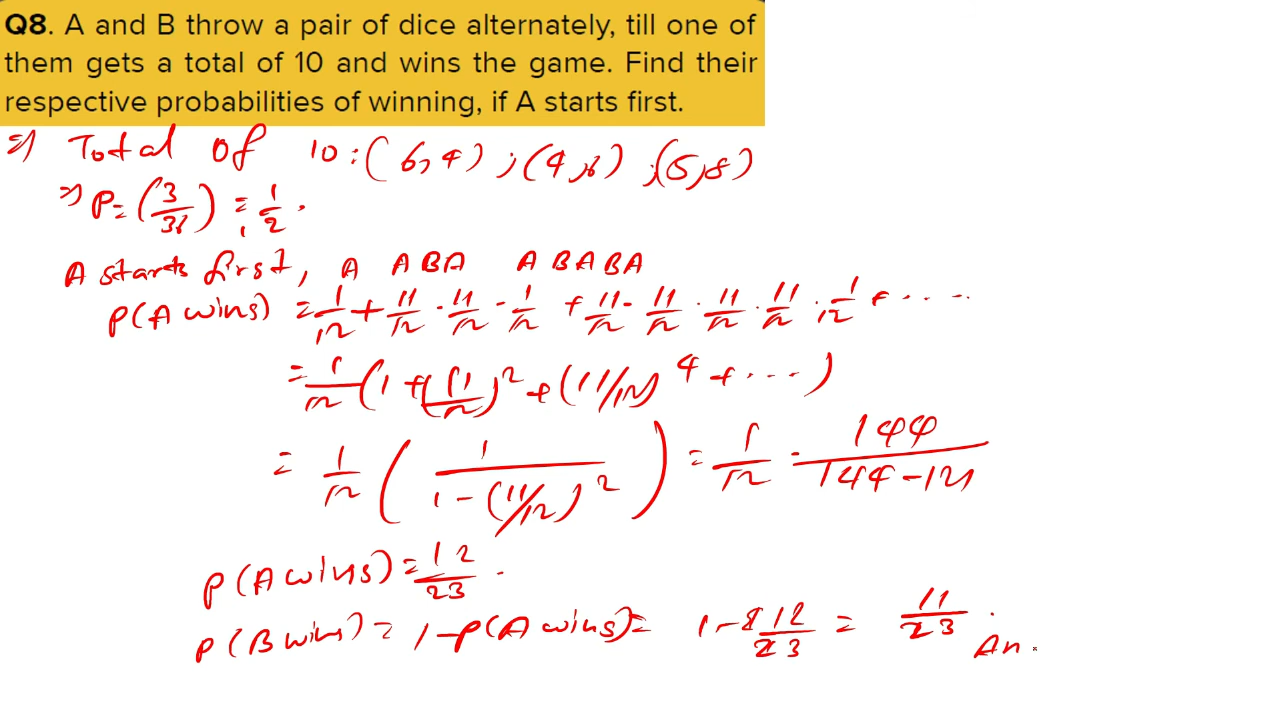 Q8. A and B throw a pair of dice alternately, till one of
them gets a total of 10 and wins the game. Find their
respective probabilities of winning, if A starts first.
=) Total of 10 : (6,4) ; (4,6) ; (5,5)
=) P = (3/36) = 1/12 .
A starts first, A ABA ABABA
P(A wins) = 1/12 + 11/12 · 11/12 · 1/12 + 11/12 · 11/12 · 11/12 · 11/12 · 1/12 + ....
= 1/12 (1 + (11/12)^2 + (11/12)^4 + ...)
= 1/12 ( 1/(1 - (11/12)^2) ) = 1/12 · 144/(144-121)
P(A wins) = 12/23 .
P(B wins) = 1 - P(A wins) = 1 - 12/23 = 11/23 .
An